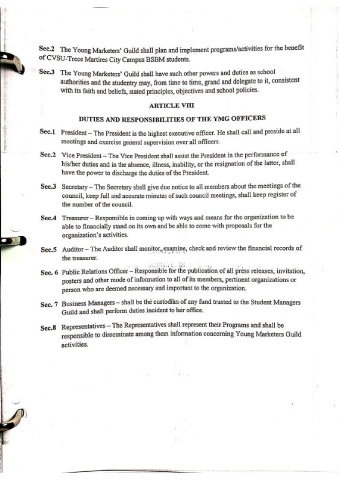 Sec.2 The Young Marketers' Guild shall plan and implement programs/activities for the benefit
of CVSU-Trece Martires City Campus BSBM students.
Sec.3 The Young Marketers' Guild shall have such other powers and duties as school
authorities and the studentry may, from time to time, grand and delegate to it, consistent
with its faith and beliefs, stated principles, objectives and school policies.
ARTICLE VIII
DUTIES AND RESPONSIBILITIES OF THE YMG OFFICERS
Sec.1 President – The President is the highest executive officer. He shall call and preside at all
meetings and exercise general supervision over all officers.
Sec.2 Vice President – The Vice President shall assist the President in the performance of
his/her duties and in the absence, illness, inability, or the resignation of the latter, shall
have the power to discharge the duties of the President.
Sec.3 Secretary – The Secretary shall give due notice to all members about the meetings of the
council, keep full and accurate minutes of such council meetings, shall keep register of
the number of the council.
Sec.4 Treasurer – Responsible in coming up with ways and means for the organization to be
able to financially stand on its own and be able to come with proposals for the
organization's activities.
Sec.5 Auditor – The Auditor shall monitor, examine, check and review the financial records of
the treasurer.
Sec. 6 Public Relations Officer – Responsible for the publication of all press releases, invitation,
posters and other mode of information to all of its members, pertinent organizations or
person who are deemed necessary and important to the organization.
Sec. 7 Business Managers – shall be the custodian of any fund trusted to the Student Managers
Guild and shall perform duties incident to her office.
Sec.8 Representatives – The Representatives shall represent their Programs and shall be
responsible to disseminate among them information concerning Young Marketers Guild
activities.